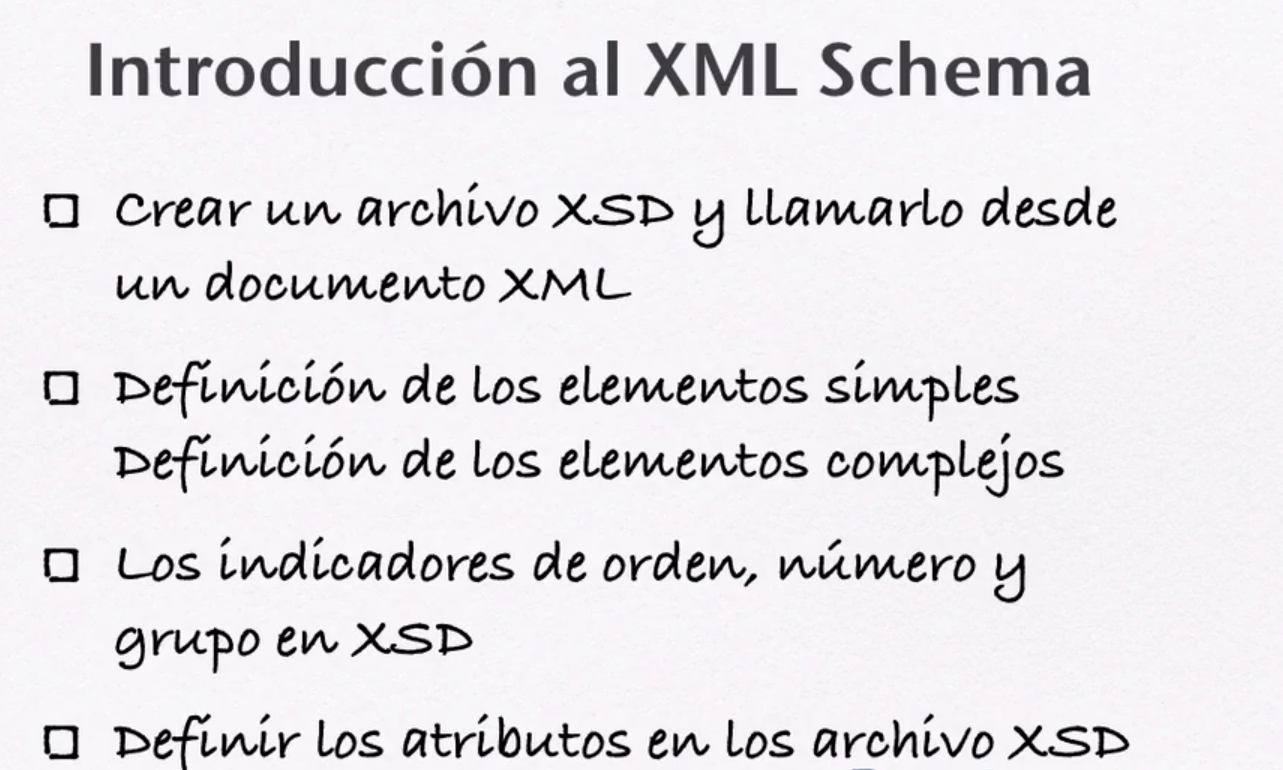 Introducción al XML Schema
Crear un archivo XSD y llamarlo desde
un documento XML
Definición de los elementos simples
Definición de los elementos complejos
Los indicadores de orden, número y
grupo en XSD
Definir los atributos en los archivo XSD